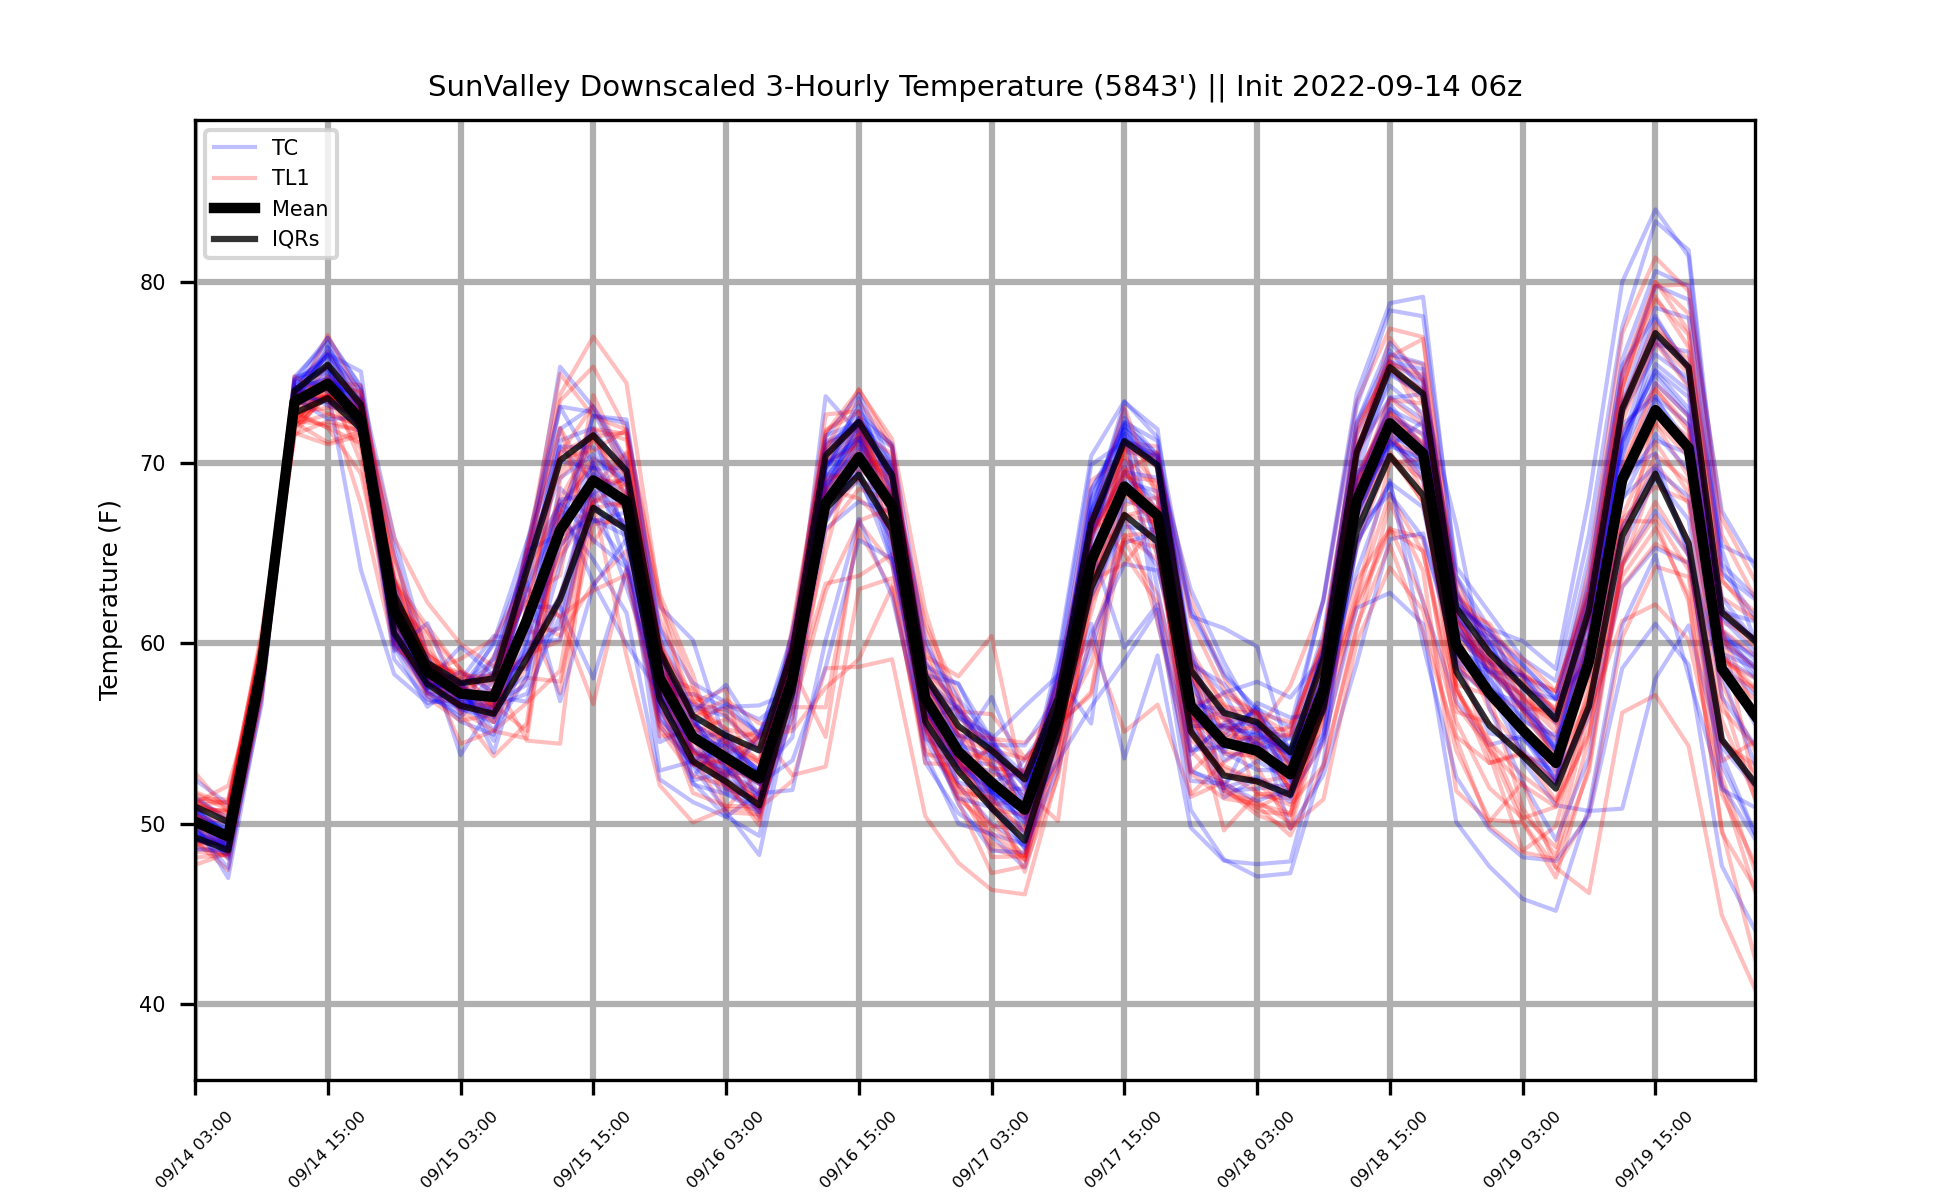 SunValley Downscaled 3-Hourly Temperature (5843') || Init 2022-09-14 06z
TC
TL1
Mean
IQRs
Temperature (F)
80
70
60
50
40
09/14 03:00
09/14 15:00
09/15 03:00
09/15 15:00
09/16 03:00
09/16 15:00
09/17 03:00
09/17 15:00
09/18 03:00
09/18 15:00
09/19 03:00
09/19 15:00